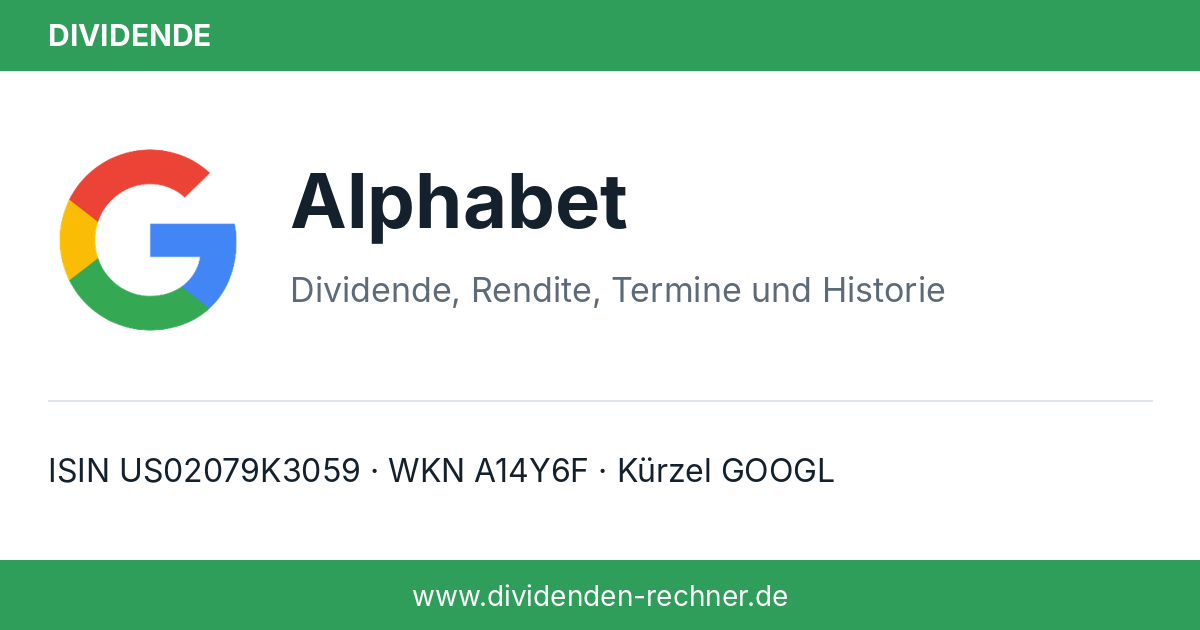 DIVIDENDE
Alphabet
Dividende, Rendite, Termine und Historie
ISIN US02079K3059 · WKN A14Y6F · Kürzel GOOGL
www.dividenden-rechner.de